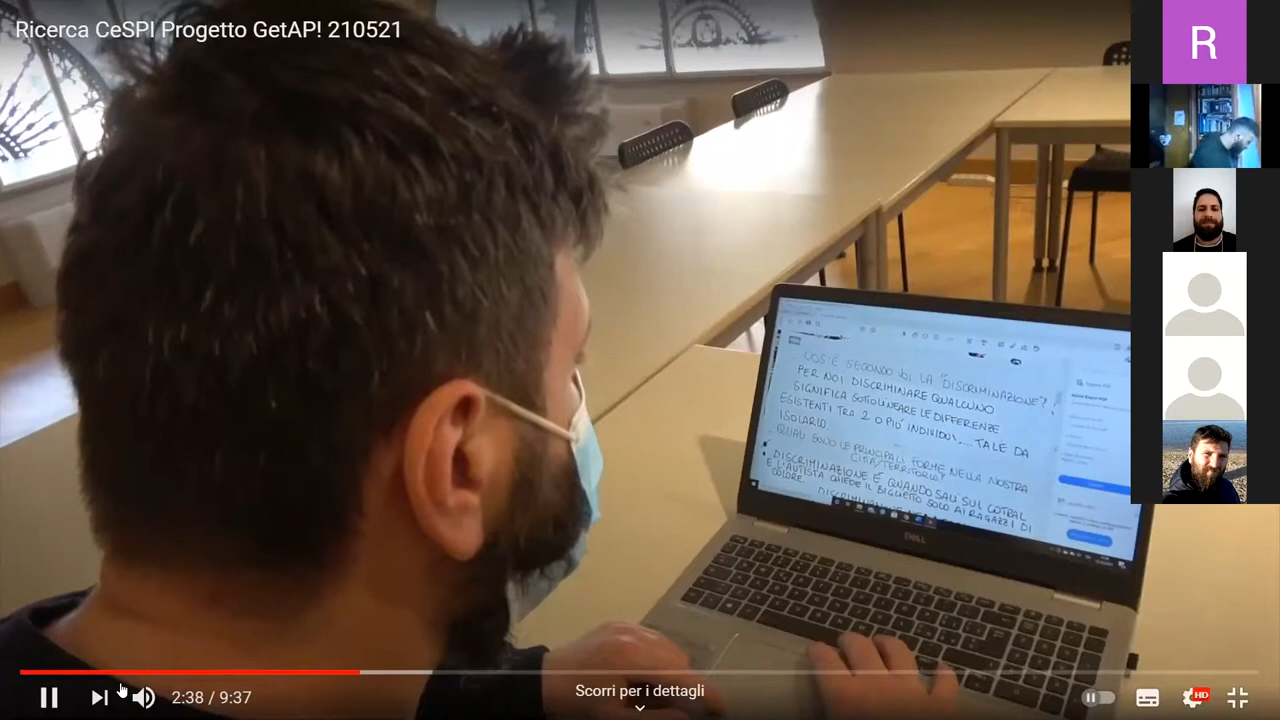 Ricerca CeSPI Progetto GetAP! 210521
R
COS'È SECONDO VOI LA "DISCRIMINAZIONE"?
PER NOI DISCRIMINARE QUALCUNO
SIGNIFICA SOTTOLINEARE LE DIFFERENZE
ESISTENTI TRA 2 O PIÙ INDIVIDUI.... TALE DA
ISOLARLO.
QUALI SONO LE PRINCIPALI FORME NELLA NOSTRA
CITTÀ/TERRITORIO?
DISCRIMINAZIONE È QUANDO SALI SUL COTRAL
E L'AUTISTA CHIEDE IL BIGLIETTO SOLO AI RAGAZZI DI
COLORE
DELL
2:38 / 9:37
Scorri per i dettagli
HD